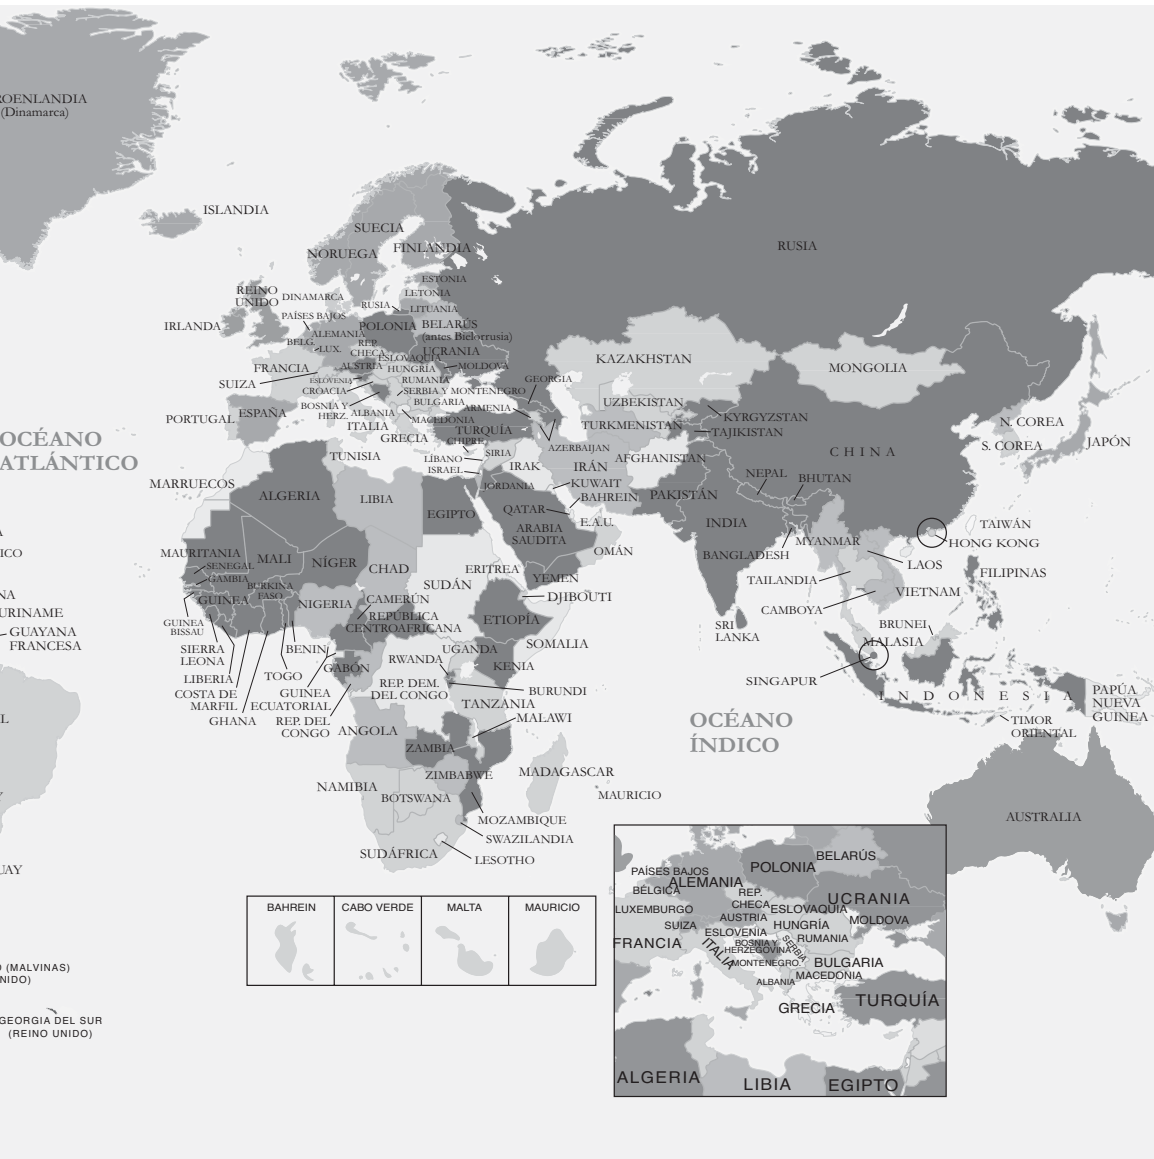 ROENLANDIA
(Dinamarca)
ISLANDIA
SUECIA
NORUEGA
FINLANDIA
RUSIA
ESTONIA
LETONIA
LITUANIA
RUSIA
REINO
UNIDO
DINAMARCA
IRLANDA
PAÍSES BAJOS
ALEMANIA
BELG.
LUX.
POLONIA
BELARÚS
(antes Bielorrusia)
REP.
CHECA
UCRANIA
ESLOVAQUIA
AUSTRIA
HUNGRÍA
MOLDOVA
FRANCIA
SUIZA
ESLOVENIA
CROACIA
RUMANIA
SERBIA Y MONTENEGRO
GEORGIA
BOSNIA Y
HERZ.
ALBANIA
BULGARIA
MACEDONIA
ARMENIA
PORTUGAL
ESPAÑA
ITALIA
GRECIA
TURQUÍA
CHIPRE
AZERBAIJAN
KAZAKHSTAN
MONGOLIA
UZBEKISTAN
TURKMENISTAN
KYRGYZSTAN
TAJIKISTAN
N. COREA
S. COREA
JAPÓN
CHINA
OCÉANO
ATLÁNTICO
TUNISIA
LÍBANO
ISRAEL
SIRIA
IRAK
IRÁN
AFGHANISTAN
JORDANIA
KUWAIT
BAHREIN
PAKISTÁN
NEPAL
BHUTAN
MARRUECOS
ALGERIA
LIBIA
EGIPTO
QATAR
ARABIA
SAUDITA
E.A.U.
OMÁN
INDIA
BANGLADESH
MYANMAR
TAIWÁN
HONG KONG
LAOS
TAILANDIA
VIETNAM
CAMBOYA
FILIPINAS
A
ICO
MAURITANIA
MALI
NÍGER
CHAD
SUDÁN
ERITREA
YEMEN
DJIBOUTI
SENEGAL
GAMBIA
BURKINA
FASO
GUINEA
NIGERIA
CAMERÚN
REPÚBLICA
CENTROAFRICANA
ETIOPÍA
SOMALIA
GUINEA
BISSAU
SIERRA
LEONA
LIBERIA
COSTA DE
MARFIL
GHANA
TOGO
BENIN
GUINEA
ECUATORIAL
GABÓN
REP. DEL
CONGO
UGANDA
KENIA
RWANDA
REP. DEM.
DEL CONGO
BURUNDI
TANZANIA
MALAWI
SRI
LANKA
BRUNEI
MALASIA
SINGAPUR
INDONESIA
PAPÚA
NUEVA
GUINEA
TIMOR
ORIENTAL
NA
URINAME
GUAYANA
FRANCESA
L
ANGOLA
ZAMBIA
ZIMBABWE
NAMIBIA
BOTSWANA
MADAGASCAR
MAURICIO
MOZAMBIQUE
SWAZILANDIA
SUDÁFRICA
LESOTHO
OCÉANO
ÍNDICO
AUSTRALIA
Y
UAY
BAHREIN
CABO VERDE
MALTA
MAURICIO
O (MALVINAS)
NIDO)
GEORGIA DEL SUR
(REINO UNIDO)
PAÍSES BAJOS
POLONIA
BELARÚS
ALEMANIA
BÉLGICA
REP.
CHECA
UCRANIA
LUXEMBURGO
ESLOVAQUIA
AUSTRIA
MOLDOVA
SUIZA
ESLOVENIA
HUNGRÍA
FRANCIA
ITALIA
BOSNIA Y
HERZEGOVINA
SERBIA
RUMANIA
MONTENEGRO
BULGARIA
MACEDONIA
ALBANIA
GRECIA
TURQUÍA
ALGERIA
LIBIA
EGIPTO